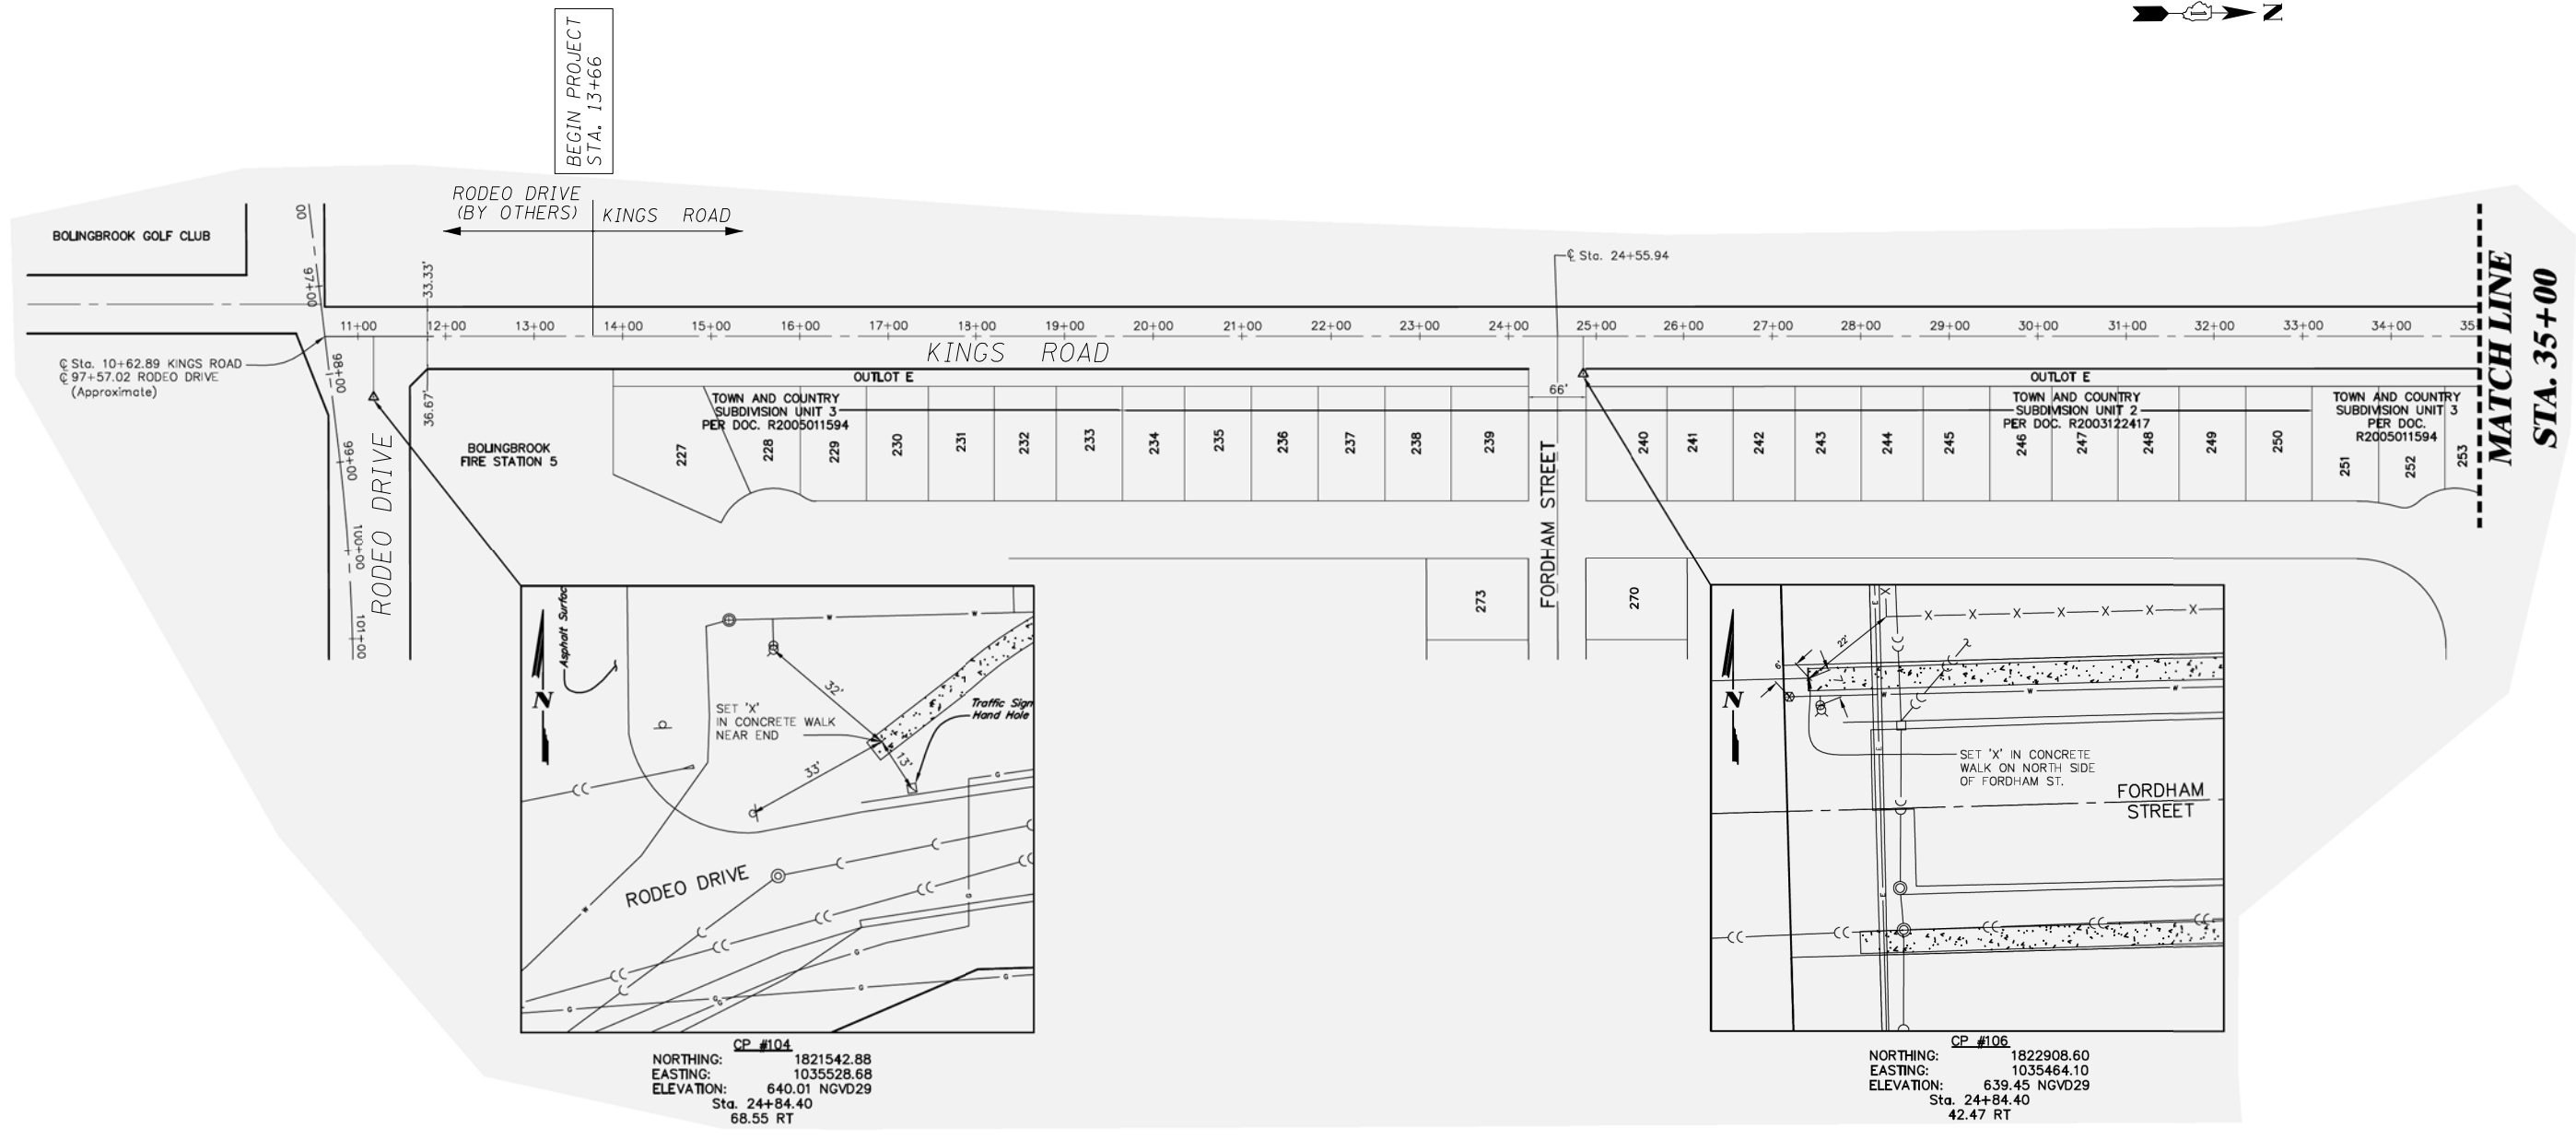 N
BEGIN PROJECT
STA. 13+66
RODEO DRIVE
(BY OTHERS)
KINGS ROAD
BOLINGBROOK GOLF CLUB
00
97+00
33.33'
℄ Sta. 24+55.94
MATCH LINE
STA. 35+00
11+00
12+00
13+00
14+00
15+00
16+00
17+00
18+00
19+00
20+00
21+00
22+00
23+00
24+00
25+00
26+00
27+00
28+00
29+00
30+00
31+00
32+00
33+00
34+00
35
KINGS ROAD
℄ Sta. 10+62.89 KINGS ROAD
℄ 97+57.02 RODEO DRIVE
(Approximate)
98+00
36.67'
OUTLOT E
66'
OUTLOT E
TOWN AND COUNTRY
SUBDIVISION UNIT 3
PER DOC. R2005011594
TOWN AND COUNTRY
SUBDIVISION UNIT 2
PER DOC. R2003122417
TOWN AND COUNTRY
SUBDIVISION UNIT 3
PER DOC.
R2005011594
BOLINGBROOK
FIRE STATION 5
227
228
229
230
231
232
233
234
235
236
237
238
239
240
241
242
243
244
245
246
247
248
249
250
251
252
253
99+00
100+00
101+00
RODEO DRIVE
FORDHAM STREET
273
270
Asphalt Surfac
N
SET 'X'
IN CONCRETE WALK
NEAR END
32'
33'
13'
Traffic Sign
Hand Hole
RODEO DRIVE
W
W
W
G
G
G
G
G
G
G
CP #104
NORTHING: 1821542.88
EASTING: 1035528.68
ELEVATION: 640.01 NGVD29
Sta. 24+84.40
68.55 RT
N
22'
6'
SET 'X' IN CONCRETE
WALK ON NORTH SIDE
OF FORDHAM ST.
FORDHAM
STREET
X
X
X
X
X
X
X
X
W
W
W
E
E
E
CP #106
NORTHING: 1822908.60
EASTING: 1035464.10
ELEVATION: 639.45 NGVD29
Sta. 24+84.40
42.47 RT